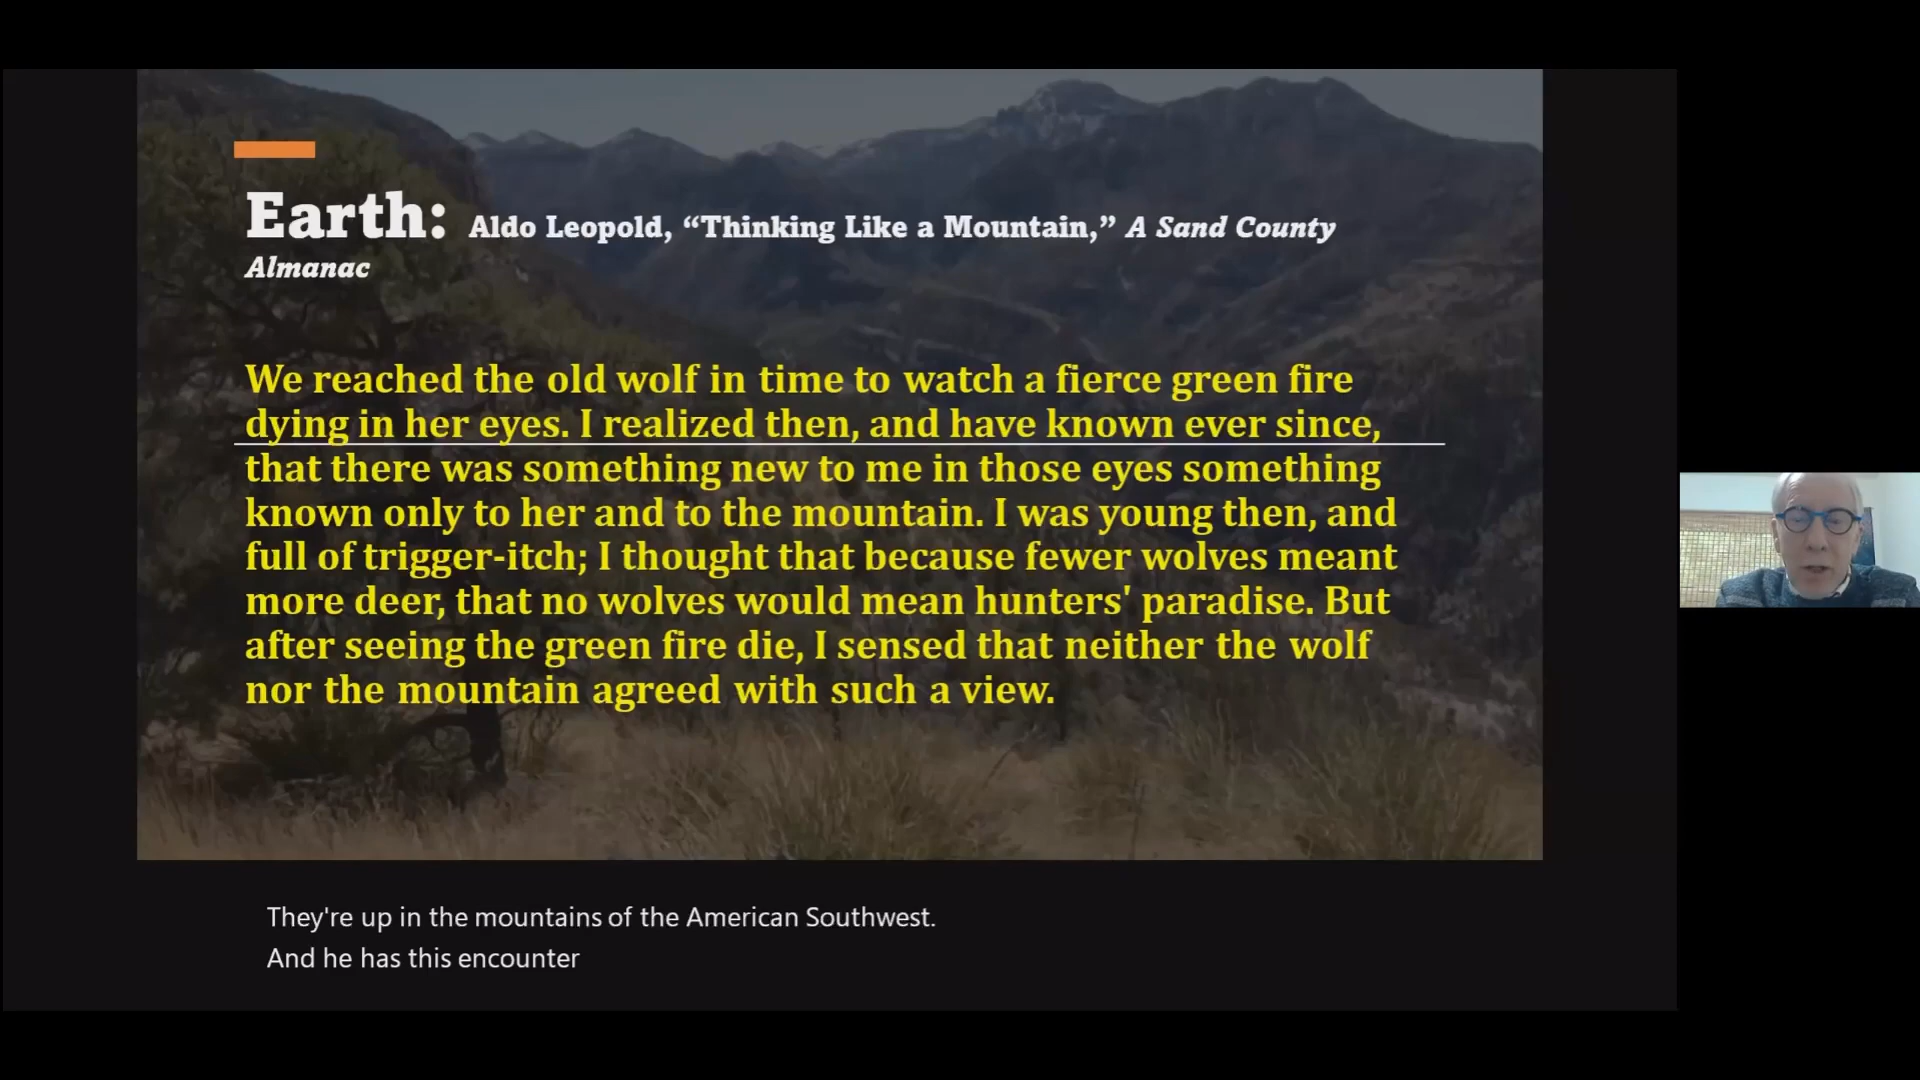 Earth: Aldo Leopold, “Thinking Like a Mountain,” A Sand County
Almanac
We reached the old wolf in time to watch a fierce green fire
dying in her eyes. I realized then, and have known ever since,
that there was something new to me in those eyes something
known only to her and to the mountain. I was young then, and
full of trigger-itch; I thought that because fewer wolves meant
more deer, that no wolves would mean hunters' paradise. But
after seeing the green fire die, I sensed that neither the wolf
nor the mountain agreed with such a view.
They're up in the mountains of the American Southwest.
And he has this encounter